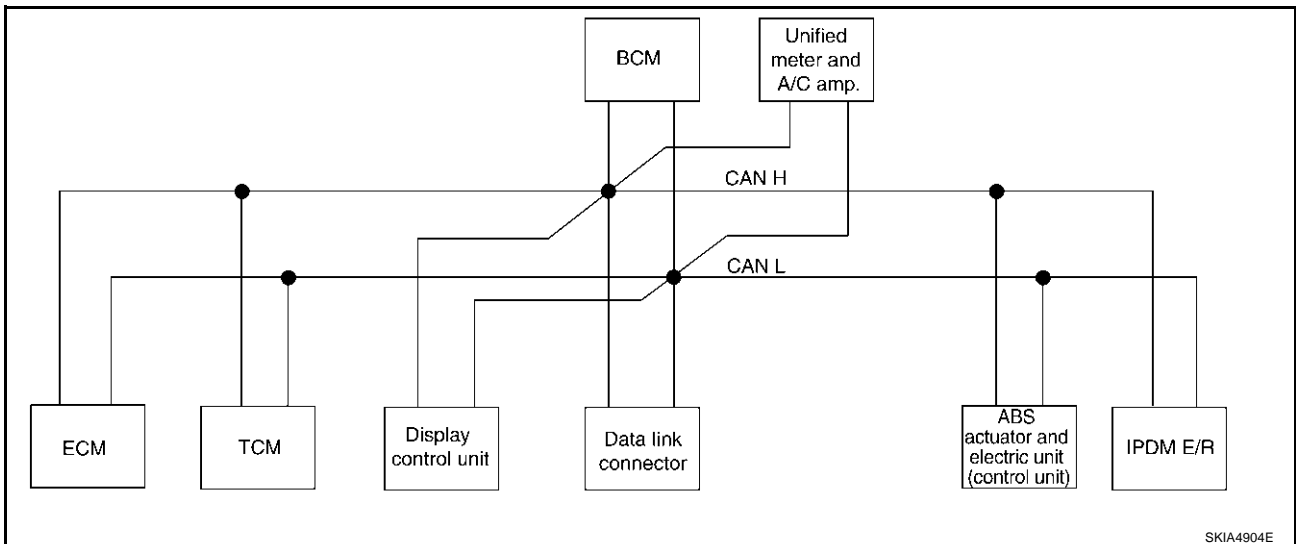 BCM
Unified
meter and
A/C amp.
CAN H
CAN L
ECM
TCM
Display
control unit
Data link
connector
ABS
actuator and
electric unit
(control unit)
IPDM E/R
SKIA4904E